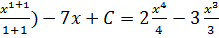 x^{1+1}/1+1) − 7x + C = 2 x^4/4 − 3 x^3/3